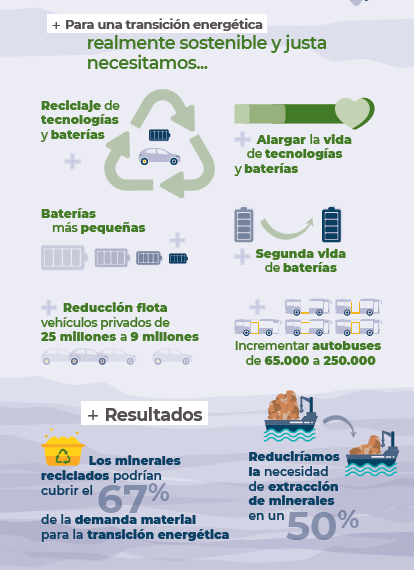 + Para una transición energética
realmente sostenible y justa
necesitamos...
Reciclaje de
tecnologías
y baterías
+
+ Alargar la vida
de tecnologías
y baterías
Baterías
más pequeñas
+
+ Segunda vida
de baterías
+ Reducción flota
vehículos privados de
25 millones a 9 millones
+
Incrementar autobuses
de 65.000 a 250.000
+ Resultados
Los minerales
reciclados podrían
cubrir el 67%
de la demanda material
para la transición energética
Reduciríamos
la necesidad
de extracción
de minerales
en un 50%